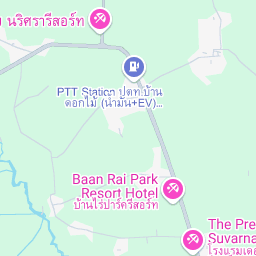 นริศรารีสอร์ท
PTT Station ปตท.บ้าน
ดอกไม้ (น้ำมัน+EV)...
Baan Rai Park
Resort Hotel
บ้านไร่ปาร์ครีสอร์ท
The Pre
Suvarna
โรงแรมเดอ